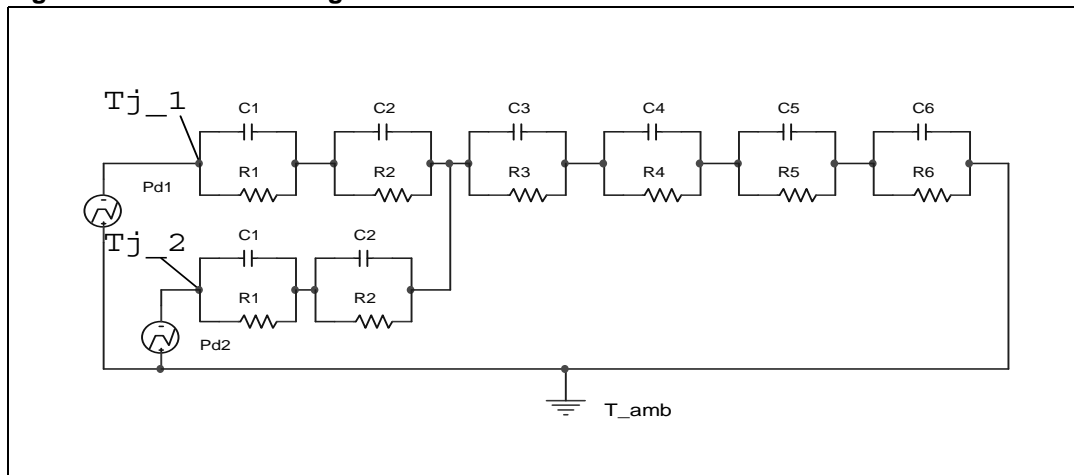 Tj_1
C1 C2 C3 C4 C5 C6
R1 R2 R3 R4 R5 R6
Pd1
Tj_2
C1 C2
R1 R2
Pd2
T_amb